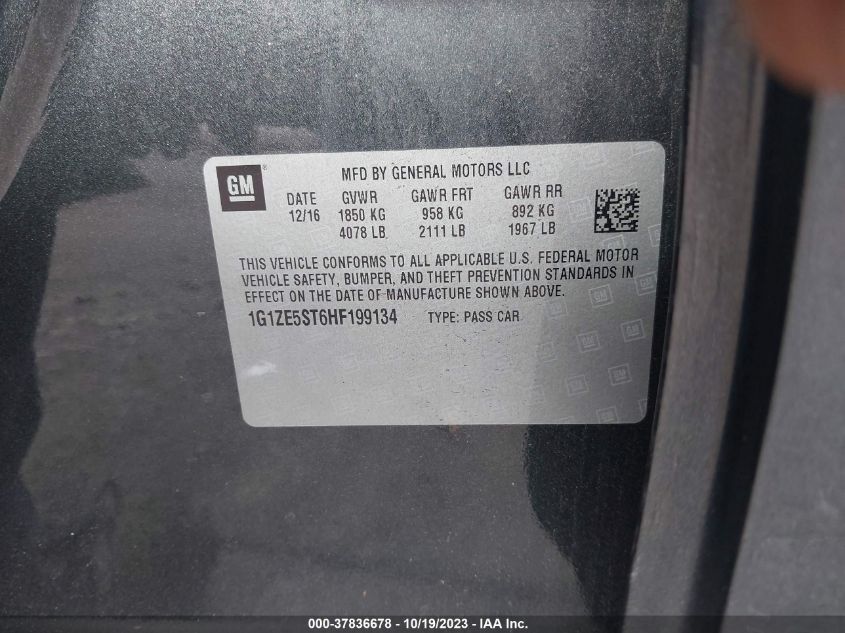 GM ®
MFD BY GENERAL MOTORS LLC
DATE GVWR GAWR FRT GAWR RR
12/16 1850 KG 958 KG 892 KG
4078 LB 2111 LB 1967 LB
THIS VEHICLE CONFORMS TO ALL APPLICABLE U.S. FEDERAL MOTOR
VEHICLE SAFETY, BUMPER, AND THEFT PREVENTION STANDARDS IN
EFFECT ON THE DATE OF MANUFACTURE SHOWN ABOVE.
1G1ZE5ST6HF199134 TYPE: PASS CAR
000-37836678 - 10/19/2023 - IAA Inc.